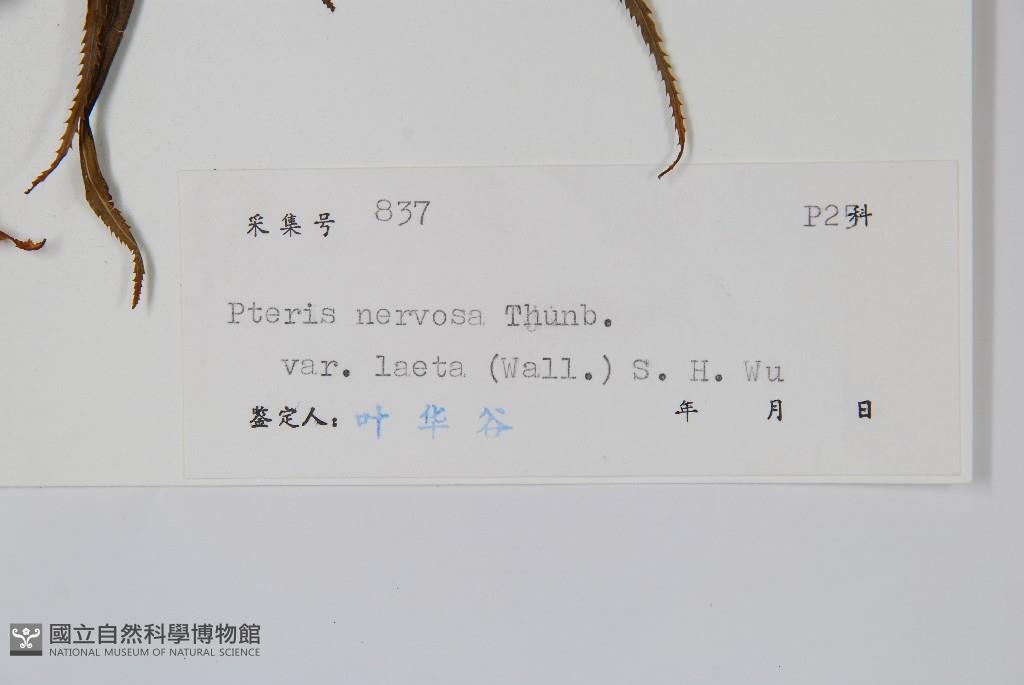 采集号 837 P25科
Pteris nervosa Thunb.
var. laeta (Wall.) S. H. Wu
鉴定人: 叶华谷 年 月 日
國立自然科學博物館
NATIONAL MUSEUM OF NATURAL SCIENCE